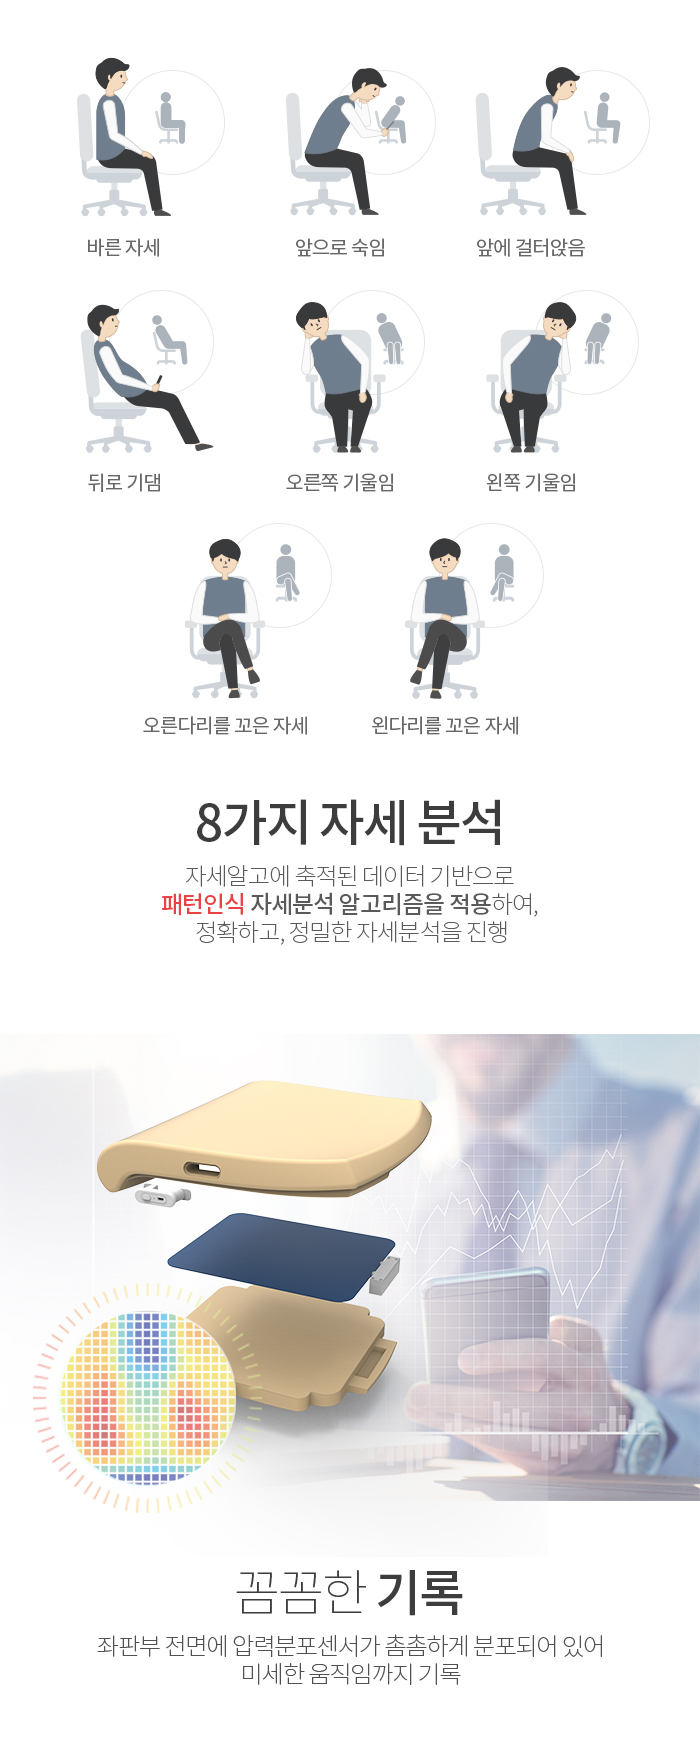 바른 자세
앞으로 숙임
앞에 걸터앉음
뒤로 기댐
오른쪽 기울임
왼쪽 기울임
오른다리를 꼬은 자세
왼다리를 꼬은 자세
8가지 자세 분석
자세알고에 축적된 데이터 기반으로
패턴인식 자세분석 알고리즘을 적용하여,
정확하고, 정밀한 자세분석을 진행
꼼꼼한 기록
좌판부 전면에 압력분포센서가 촘촘하게 분포되어 있어
미세한 움직임까지 기록